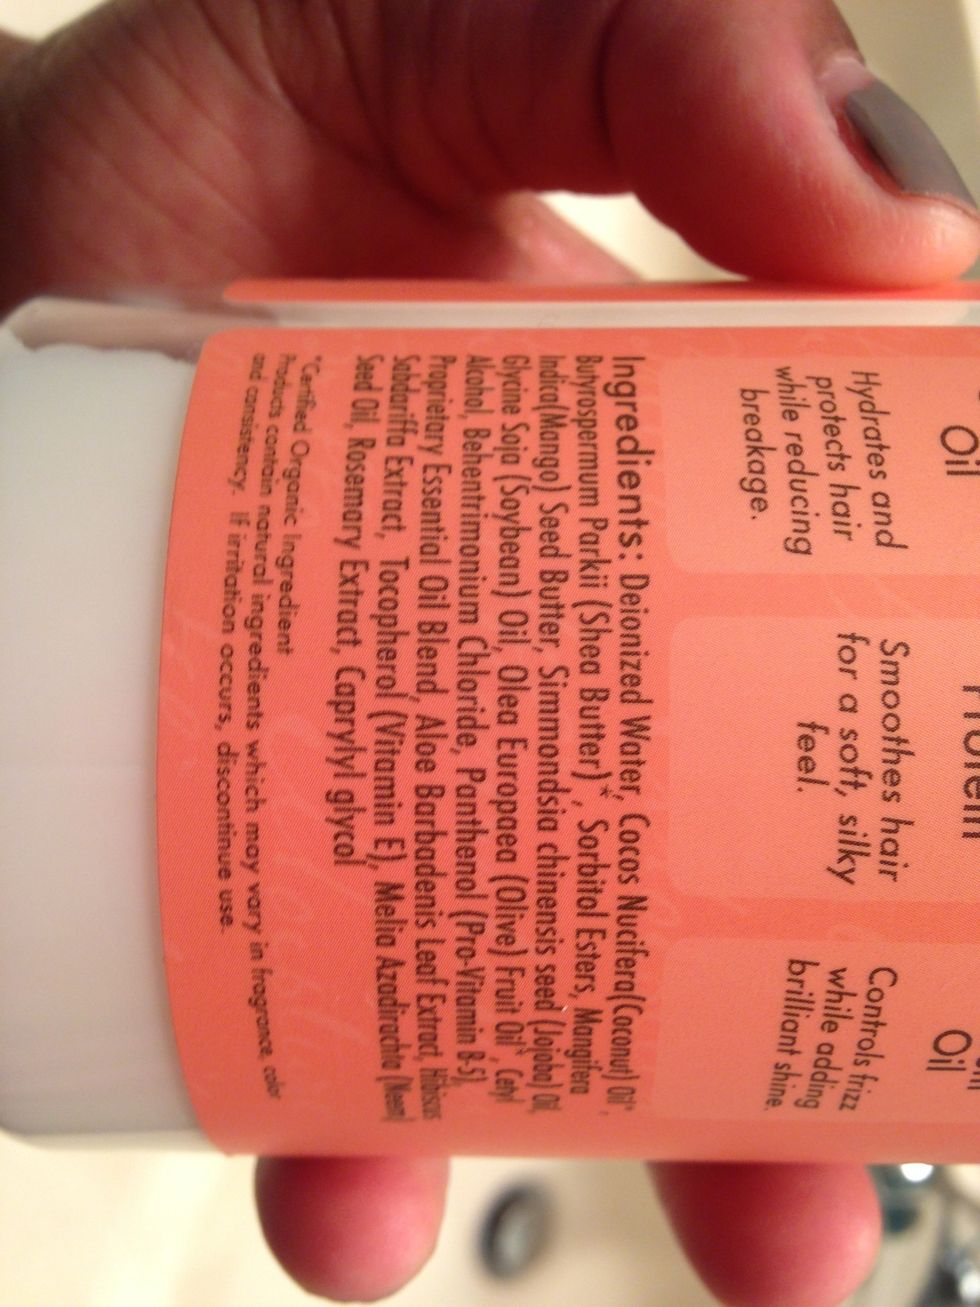 Oil
Hydrates and
protects hair
while reducing
breakage.
Smoothes hair
for a soft, silky
feel.
Oil
Controls frizz
while adding
brilliant shine.
Ingredients: Deionized Water, Cocos Nucifera(Coconut) Oil*,
Butyrospermum Parkii (Shea Butter)*, Sorbitol Esters, Mangifera
Indica(Mango) Seed Butter, Simmondsia chinensis seed (Jojoba) Oil,
Glycine Soja (Soybean) Oil, Olea Europaea (Olive) Fruit Oil*, Cetyl
Alcohol, Behentrimonium Chloride, Panthenol (Pro-Vitamin B-5),
Proprietary Essential Oil Blend, Aloe Barbadenis Leaf Extract, Hibiscus
Sabdariffa Extract, Tocopherol (Vitamin E), Melia Azadirachta (Neem)
Seed Oil, Rosemary Extract, Caprylyl glycol
*Certified Organic Ingredient
Products contain natural ingredients which may vary in fragrance, color
and consistency. If irritation occurs, discontinue use.